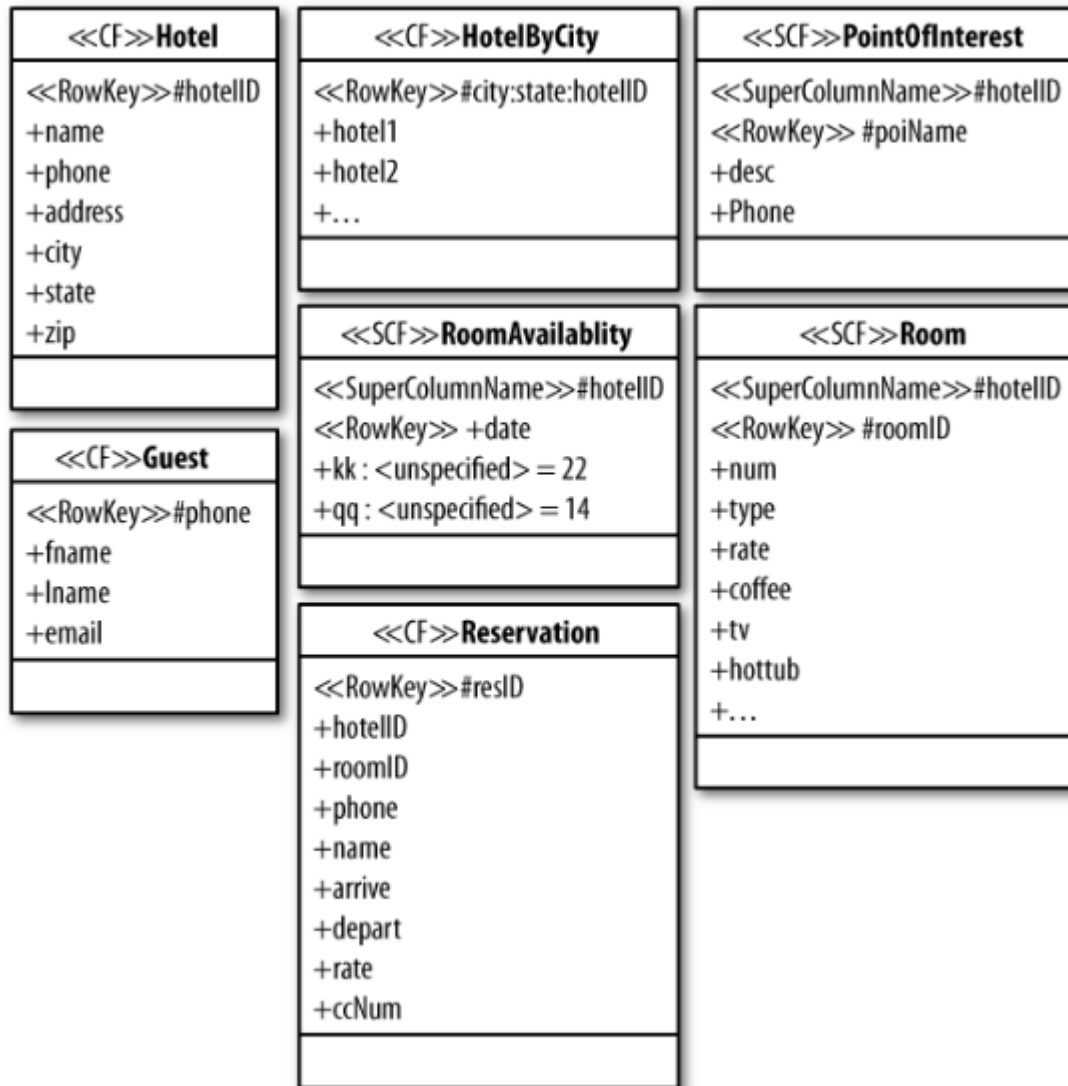 <<CF>>Hotel
<<RowKey>>#hotelID
+name
+phone
+address
+city
+state
+zip
<<CF>>HotelByCity
<<RowKey>>#city:state:hotelID
+hotel1
+hotel2
+...
<<SCF>>PointOfInterest
<<SuperColumnName>>#hotelID
<<RowKey>> #poiName
+desc
+Phone
<<CF>>Guest
<<RowKey>>#phone
+fname
+lname
+email
<<SCF>>RoomAvailablity
<<SuperColumnName>>#hotelID
<<RowKey>> +date
+kk : <unspecified> = 22
+qq : <unspecified> = 14
<<SCF>>Room
<<SuperColumnName>>#hotelID
<<RowKey>> #roomID
+num
+type
+rate
+coffee
+tv
+hottub
+...
<<CF>>Reservation
<<RowKey>>#resID
+hotelID
+roomID
+phone
+name
+arrive
+depart
+rate
+ccNum